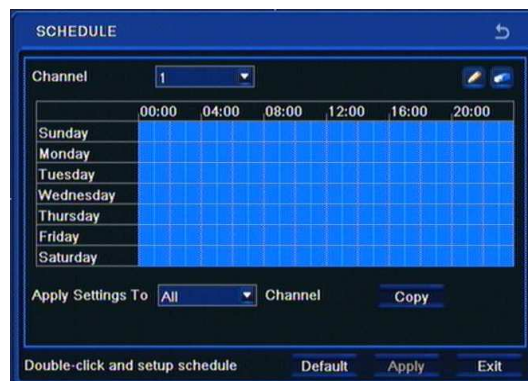 SCHEDULE
Channel 1
00:00 04:00 08:00 12:00 16:00 20:00
Sunday
Monday
Tuesday
Wednesday
Thursday
Friday
Saturday
Apply Settings To All Channel Copy
Double-click and setup schedule Default Apply Exit